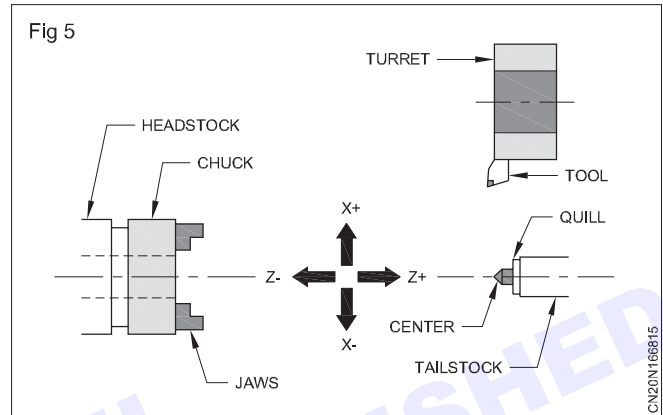 Fig 5
TURRET
HEADSTOCK
CHUCK
TOOL
X+
QUILL
Z-
Z+
CENTER
X-
TAILSTOCK
JAWS
CN20N166815